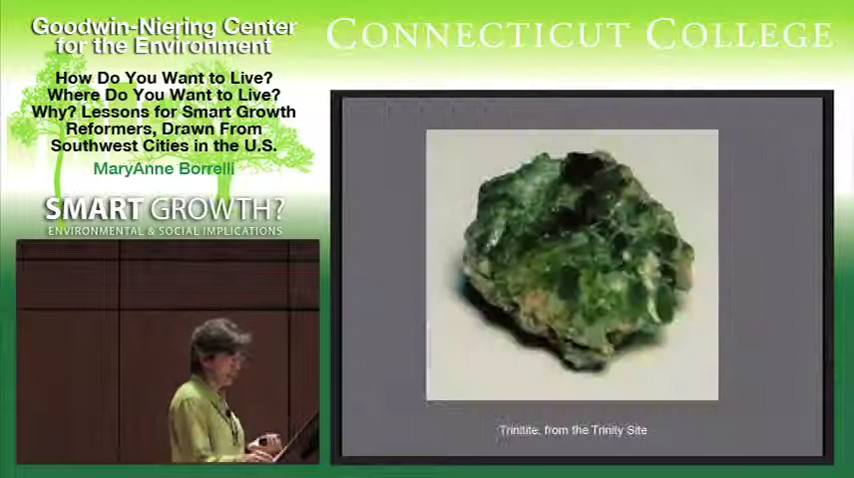 Goodwin-Niering Center
for the Environment
How Do You Want to Live?
Where Do You Want to Live?
Why? Lessons for Smart Growth
Reformers, Drawn From
Southwest Cities in the U.S.
MaryAnne Borrelli
SMART GROWTH?
ENVIRONMENTAL & SOCIAL IMPLICATIONS
CONNECTICUT COLLEGE
Trinitite, from the Trinity Site